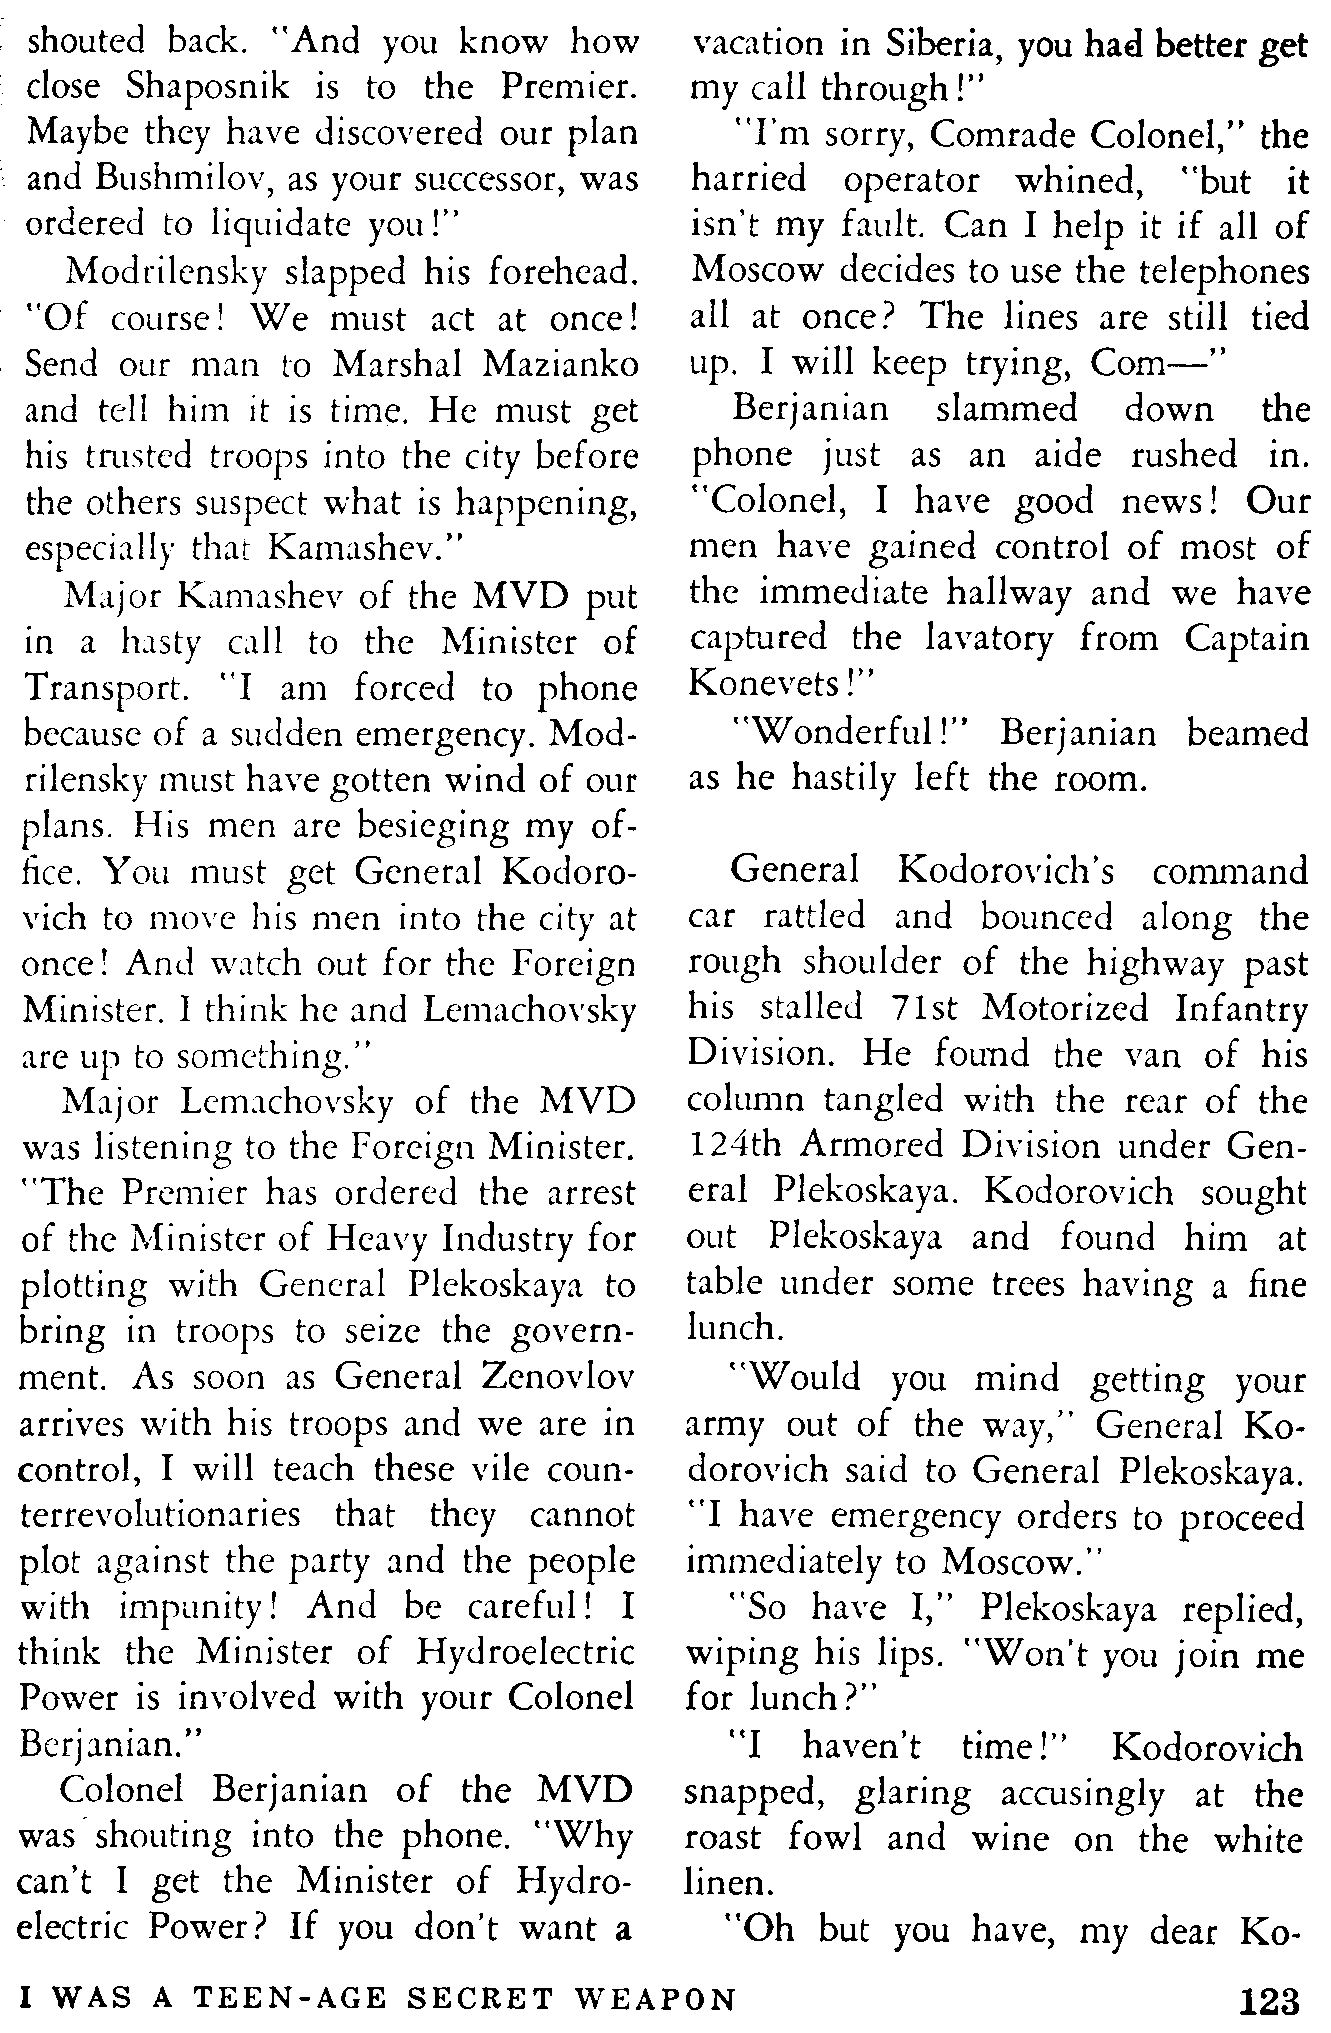 shouted back. "And you know how
close Shaposnik is to the Premier.
Maybe they have discovered our plan
and Bushmilov, as your successor, was
ordered to liquidate you!"
Modrilensky slapped his forehead.
"Of course! We must act at once!
Send our man to Marshal Mazianko
and tell him it is time. He must get
his trusted troops into the city before
the others suspect what is happening,
especially that Kamashev."
Major Kamashev of the MVD put
in a hasty call to the Minister of
Transport. "I am forced to phone
because of a sudden emergency. Mod-
rilensky must have gotten wind of our
plans. His men are besieging my of-
fice. You must get General Kodoro-
vich to move his men into the city at
once! And watch out for the Foreign
Minister. I think he and Lemachovsky
are up to something."
Major Lemachovsky of the MVD
was listening to the Foreign Minister.
"The Premier has ordered the arrest
of the Minister of Heavy Industry for
plotting with General Plekoskaya to
bring in troops to seize the govern-
ment. As soon as General Zenovlov
arrives with his troops and we are in
control, I will teach these vile coun-
terrevolutionaries that they cannot
plot against the party and the people
with impunity! And be careful! I
think the Minister of Hydroelectric
Power is involved with your Colonel
Berjanian."
Colonel Berjanian of the MVD
was shouting into the phone. "Why
can't I get the Minister of Hydro-
electric Power? If you don't want a
vacation in Siberia, you had better get
my call through!"
"I'm sorry, Comrade Colonel," the
harried operator whined, "but it
isn't my fault. Can I help it if all of
Moscow decides to use the telephones
all at once? The lines are still tied
up. I will keep trying, Com—"
Berjanian slammed down the
phone just as an aide rushed in.
"Colonel, I have good news! Our
men have gained control of most of
the immediate hallway and we have
captured the lavatory from Captain
Konevets!"
"Wonderful!" Berjanian beamed
as he hastily left the room.
General Kodorovich's command
car rattled and bounced along the
rough shoulder of the highway past
his stalled 71st Motorized Infantry
Division. He found the van of his
column tangled with the rear of the
124th Armored Division under Gen-
eral Plekoskaya. Kodorovich sought
out Plekoskaya and found him at
table under some trees having a fine
lunch.
"Would you mind getting your
army out of the way," General Ko-
dorovich said to General Plekoskaya.
"I have emergency orders to proceed
immediately to Moscow."
"So have I," Plekoskaya replied,
wiping his lips. "Won't you join me
for lunch?"
"I haven't time!" Kodorovich
snapped, glaring accusingly at the
roast fowl and wine on the white
linen.
"Oh but you have, my dear Ko-
I WAS A TEEN-AGE SECRET WEAPON
123